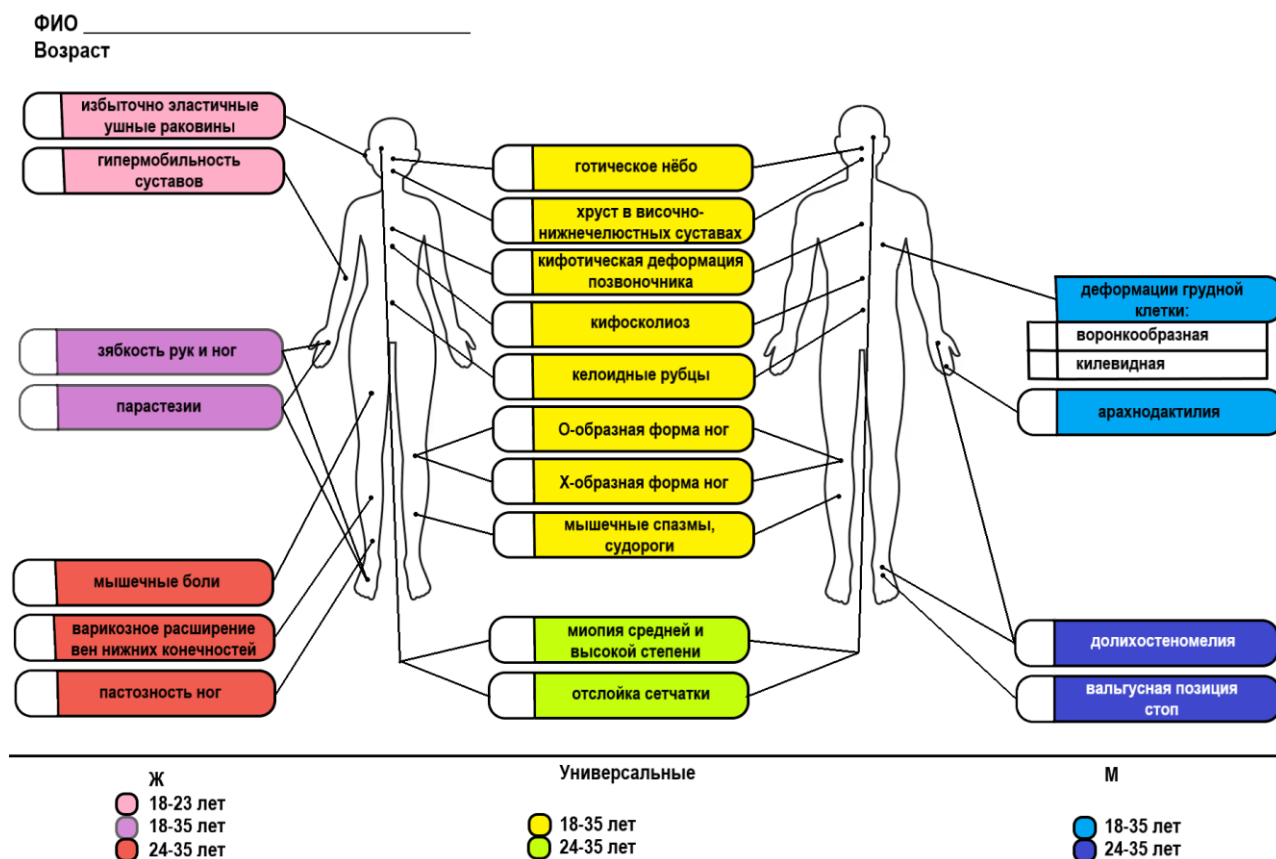 ФИО
Возраст
избыточно эластичные
ушные раковины
гипермобильность
суставов
зябкость рук и ног
парастезии
мышечные боли
варикозное расширение
вен нижних конечностей
пастозность ног
готическое нёбо
хруст в височно-
нижнечелюстных суставах
кифотическая деформация
позвоночника
кифосколиоз
келоидные рубцы
О-образная форма ног
Х-образная форма ног
мышечные спазмы,
судороги
миопия средней и
высокой степени
отслойка сетчатки
деформации грудной
клетки:
воронкообразная
килевидная
арахнодактилия
долихостеномелия
вальгусная позиция
стоп
Ж
18-23 лет
18-35 лет
24-35 лет
Универсальные
18-35 лет
24-35 лет
М
18-35 лет
24-35 лет